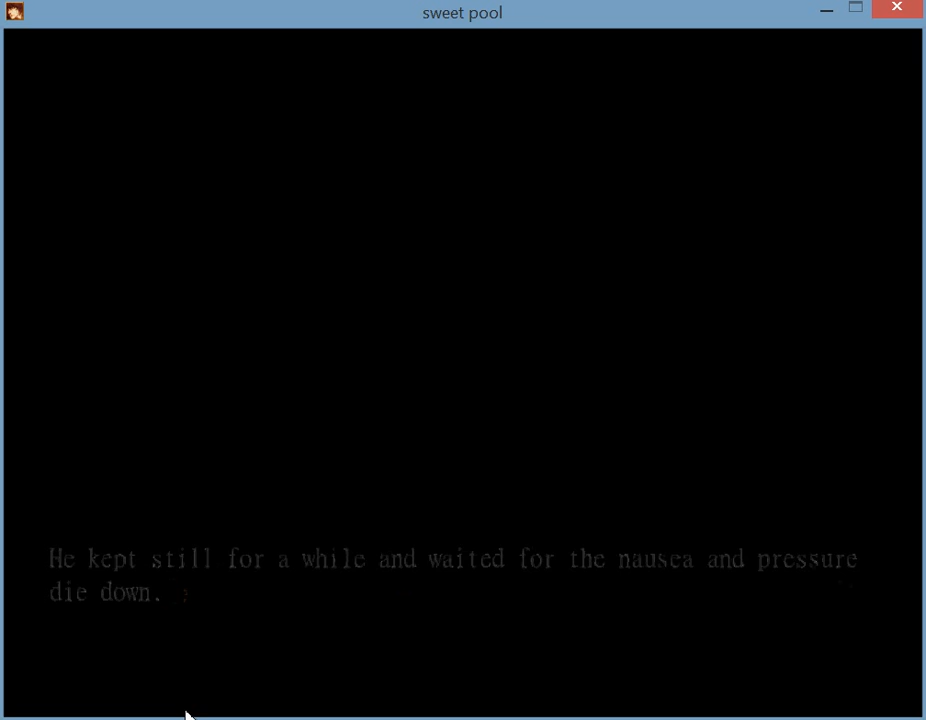 sweet pool
He kept still for a while and waited for the nausea and pressure
die down.